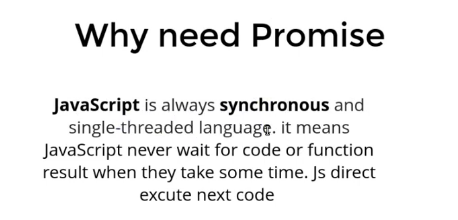 Why need Promise
JavaScript is always synchronous and
single-threaded language. it means
JavaScript never wait for code or function
result when they take some time. Js direct
excute next code